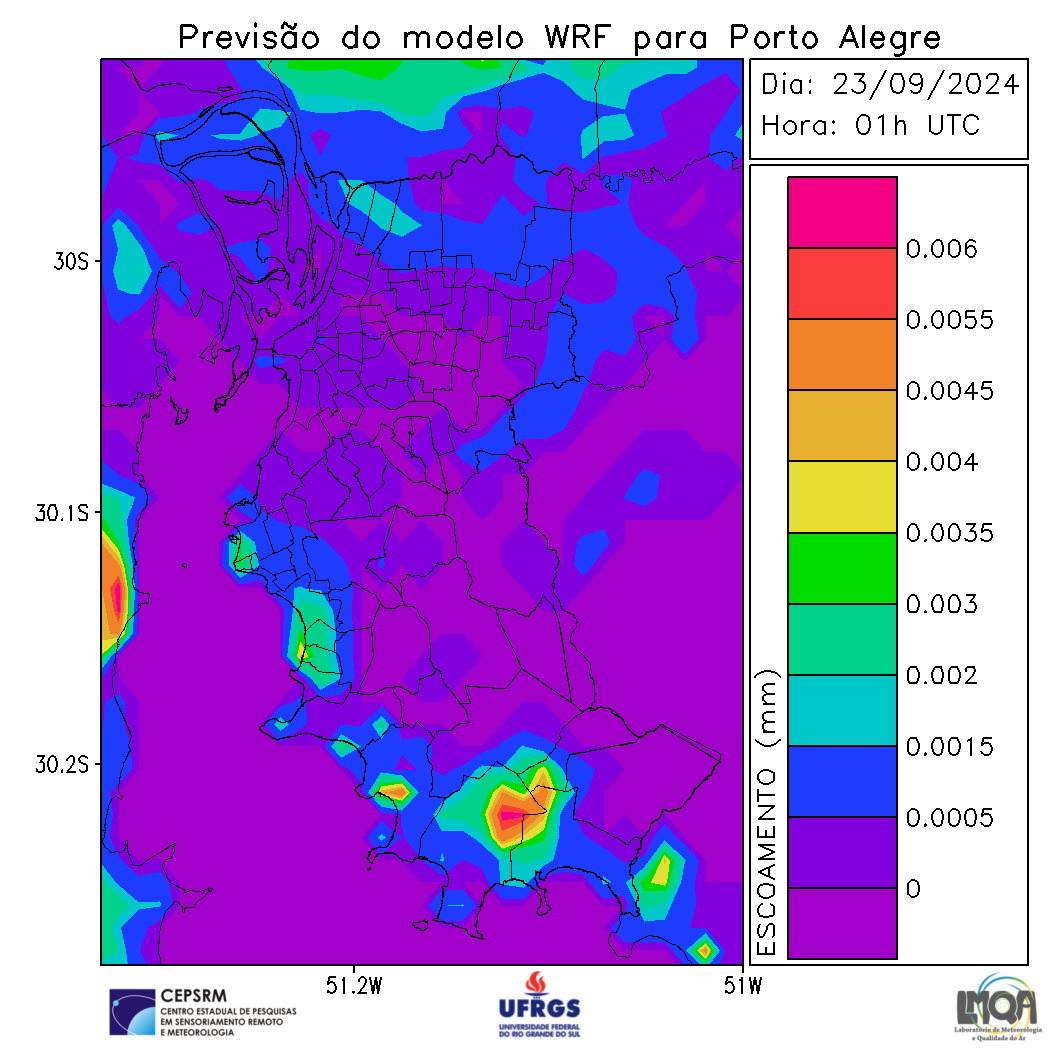 Previsão do modelo WRF para Porto Alegre
Dia: 23/09/2024
Hora: 01h UTC
30S
30.1S
30.2S
51.2W
51W
ESCOAMENTO (mm)
0.006
0.0055
0.0045
0.004
0.0035
0.003
0.002
0.0015
0.0005
0
CEPSRM
CENTRO ESTADUAL DE PESQUISAS
EM SENSORIAMENTO REMOTO
E METEOROLOGIA
UFRGS
UNIVERSIDADE FEDERAL
DO RIO GRANDE DO SUL
LMQA
Laboratório de Meteorologia
e Qualidade do Ar